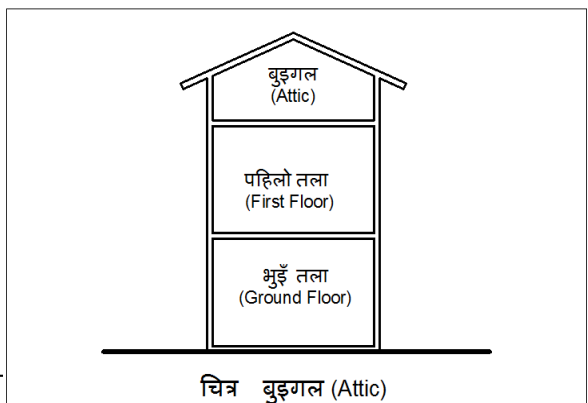 बुइगल
(Attic)
पहिलो तला
(First Floor)
भुइँ तला
(Ground Floor)
चित्र बुइगल (Attic)